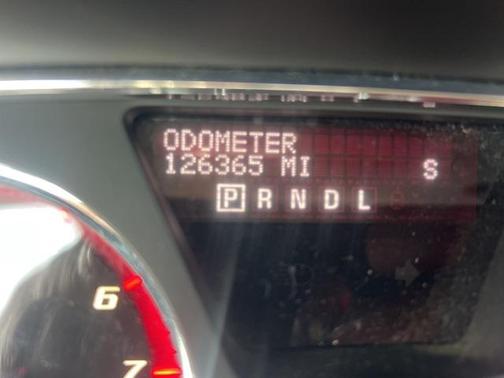 ODOMETER
126365 MI S
P R N D L
6
7